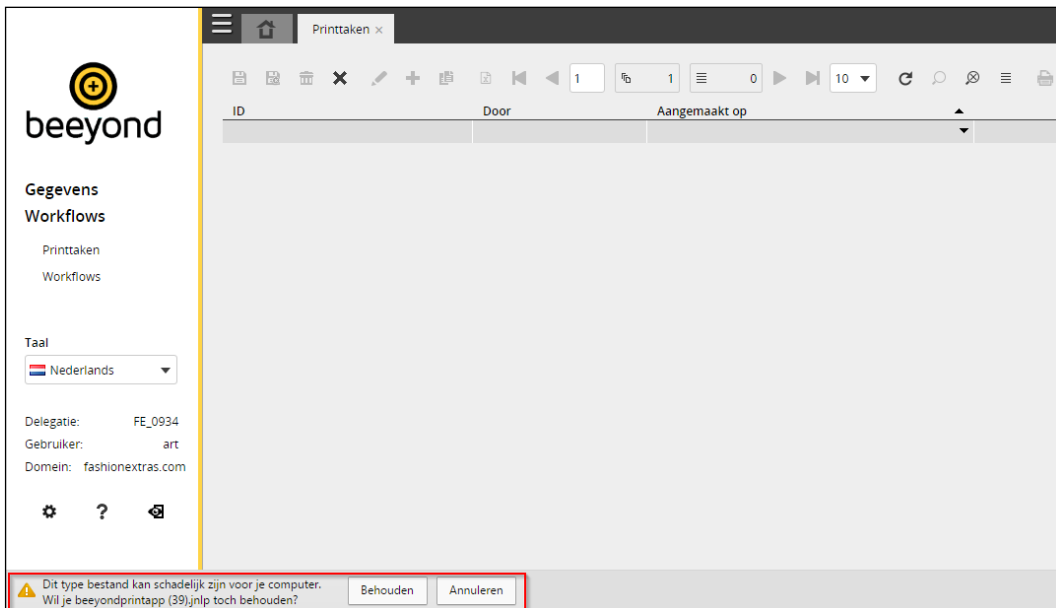 Printtaken ×
1 1 0 10
beeyond
ID Door Aangemaakt op
Gegevens
Workflows
Printtaken
Workflows
Taal
Nederlands
Delegatie: FE_0934
Gebruiker: art
Domein: fashionextras.com
?
Dit type bestand kan schadelijk zijn voor je computer.
Wil je beeyondprintapp (39).jnlp toch behouden?
Behouden Annuleren